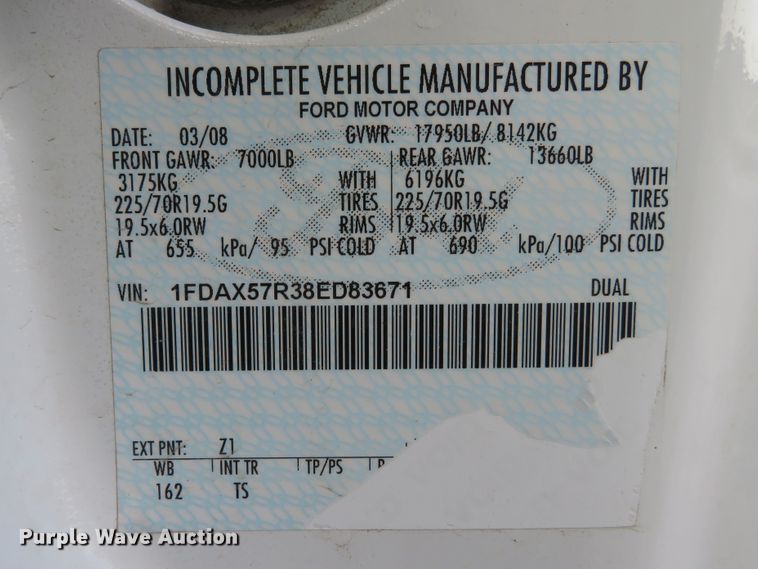 INCOMPLETE VEHICLE MANUFACTURED BY
FORD MOTOR COMPANY
DATE: 03/08 GVWR: 17950LB/ 8142KG
FRONT GAWR: 7000LB REAR GAWR: 13660LB
3175KG WITH 6196KG WITH
225/70R19.5G TIRES 225/70R19.5G TIRES
19.5x6.0RW RIMS 19.5x6.0RW RIMS
AT 655 kPa/ 95 PSI COLD AT 690 kPa/100 PSI COLD
VIN: 1FDAX57R38ED83671 DUAL
EXT PNT: Z1
WB INT TR TP/PS
162 TS
Purple Wave Auction